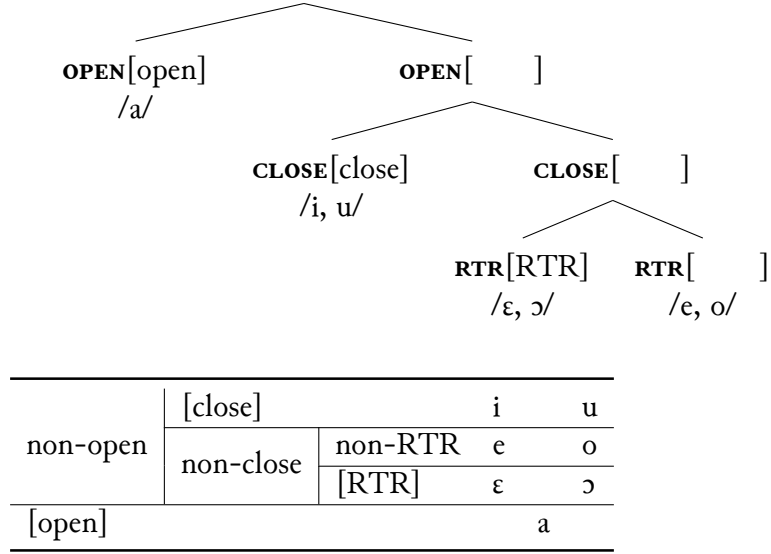 OPEN[open] OPEN[ ]
/a/
CLOSE[close] CLOSE[ ]
/i, u/
RTR[RTR] RTR[ ]
/ɛ, ɔ/ /e, o/
[close] i u
non-open non-close non-RTR e o
[RTR] ɛ ɔ
[open] a